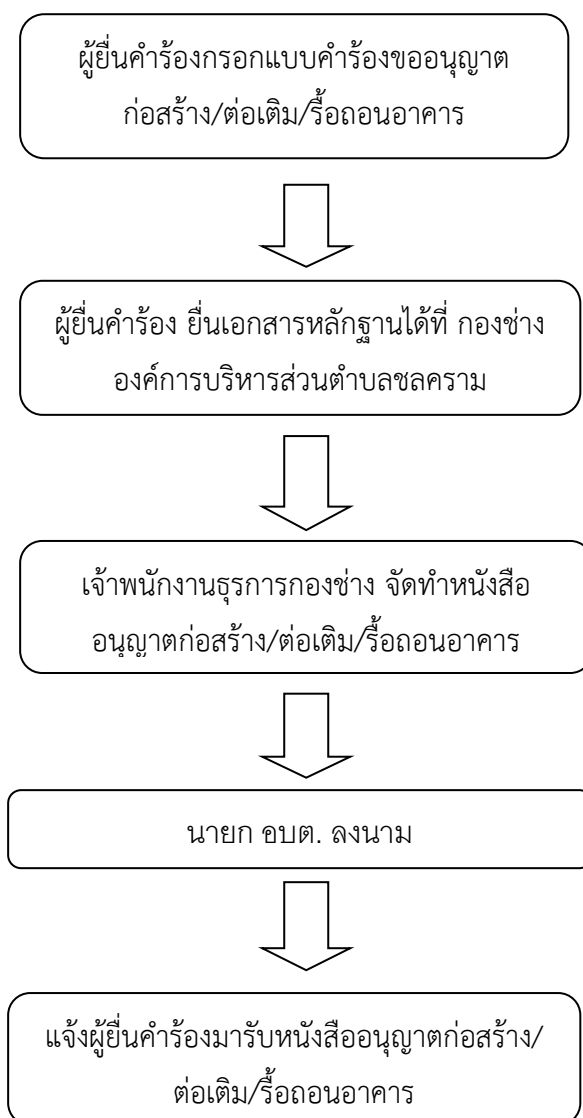 ผู้ยื่นคำร้องกรอกแบบคำร้องขออนุญาต
ก่อสร้าง/ต่อเติม/รื้อถอนอาคาร
ผู้ยื่นคำร้อง ยื่นเอกสารหลักฐานได้ที่ กองช่าง
องค์การบริหารส่วนตำบลชลคราม
เจ้าพนักงานธุรการกองช่าง จัดทำหนังสือ
อนุญาตก่อสร้าง/ต่อเติม/รื้อถอนอาคาร
นายก อบต. ลงนาม
แจ้งผู้ยื่นคำร้องมารับหนังสืออนุญาตก่อสร้าง/
ต่อเติม/รื้อถอนอาคาร